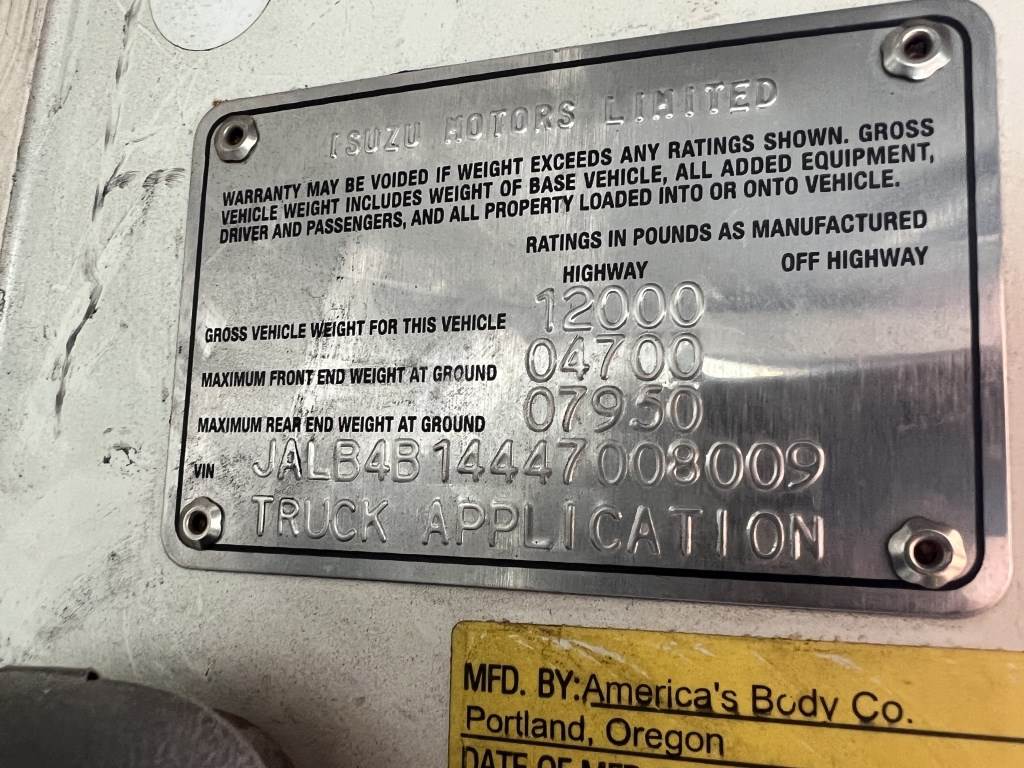 ISUZU MOTORS LIMITED
WARRANTY MAY BE VOIDED IF WEIGHT EXCEEDS ANY RATINGS SHOWN. GROSS
VEHICLE WEIGHT INCLUDES WEIGHT OF BASE VEHICLE, ALL ADDED EQUIPMENT,
DRIVER AND PASSENGERS, AND ALL PROPERTY LOADED INTO OR ONTO VEHICLE.
RATINGS IN POUNDS AS MANUFACTURED
HIGHWAY OFF HIGHWAY
GROSS VEHICLE WEIGHT FOR THIS VEHICLE 12000
MAXIMUM FRONT END WEIGHT AT GROUND 04700
MAXIMUM REAR END WEIGHT AT GROUND 07950
VIN JALB4B14447008009
TRUCK APPLICATION
MFD. BY: America's Body Co.
Portland, Oregon
DATE OF MFD